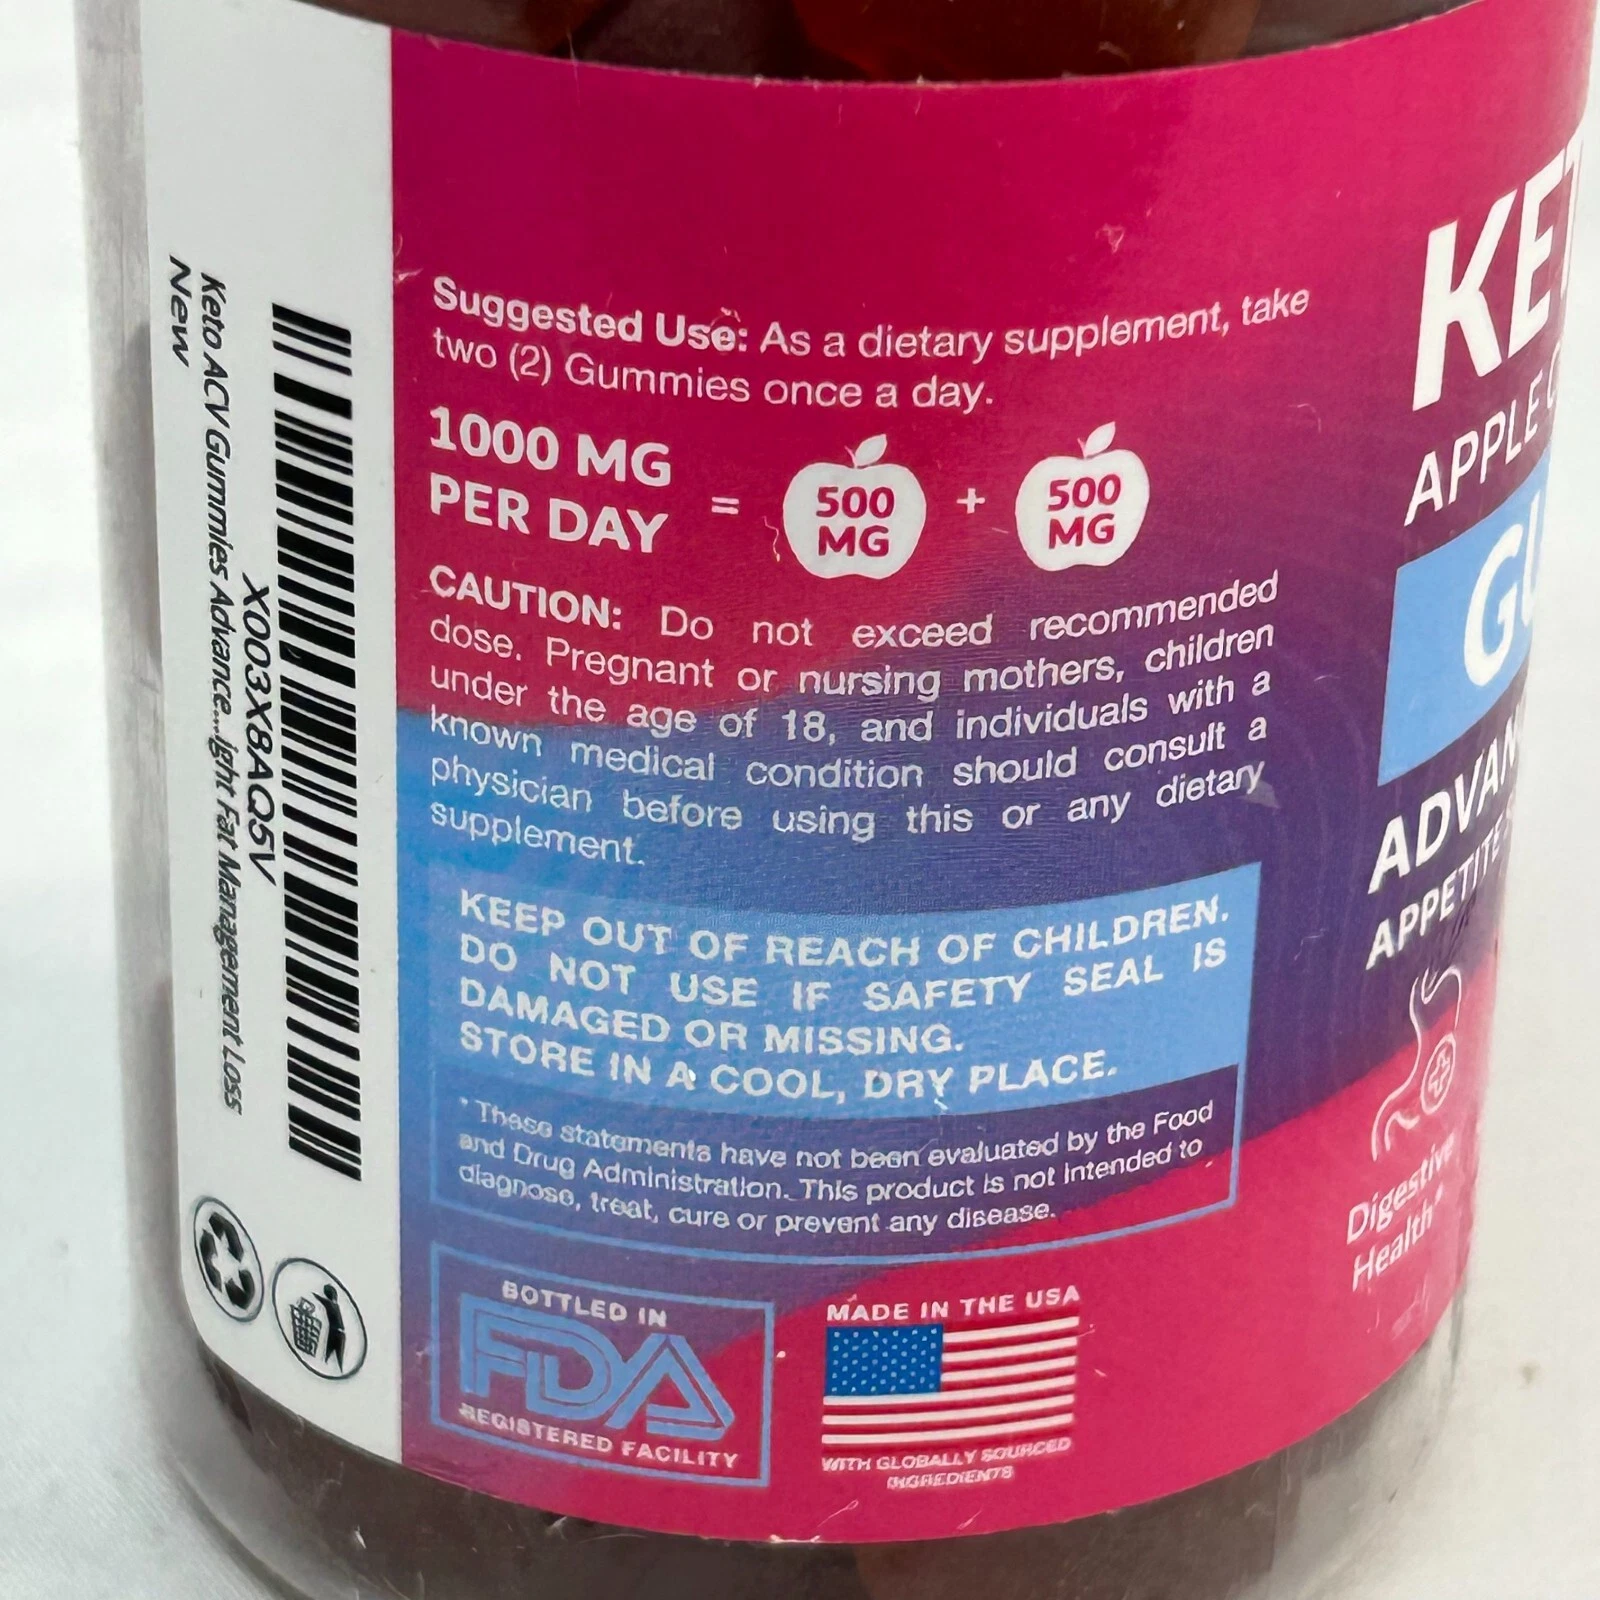 Keto ACV Gummies Advance...ight Fat Management Loss
New
X003X8AQ5V
Suggested Use: As a dietary supplement, take
two (2) Gummies once a day.
1000 MG
PER DAY
=
500
MG
+
500
MG
CAUTION: Do not exceed recommended
dose. Pregnant or nursing mothers, children
under the age of 18, and individuals with a
known medical condition should consult a
physician before using this or any dietary
supplement.
KEEP OUT OF REACH OF CHILDREN.
DO NOT USE IF SAFETY SEAL IS
DAMAGED OR MISSING.
STORE IN A COOL, DRY PLACE.
* These statements have not been evaluated by the Food
and Drug Administration. This product is not intended to
diagnose, treat, cure or prevent any disease.
BOTTLED IN
FDA
REGISTERED FACILITY
MADE IN THE USA
WITH GLOBALLY SOURCED
INGREDIENTS
KET
APPLE C
GU
ADVAN
APPETITE
Digestive
Health*